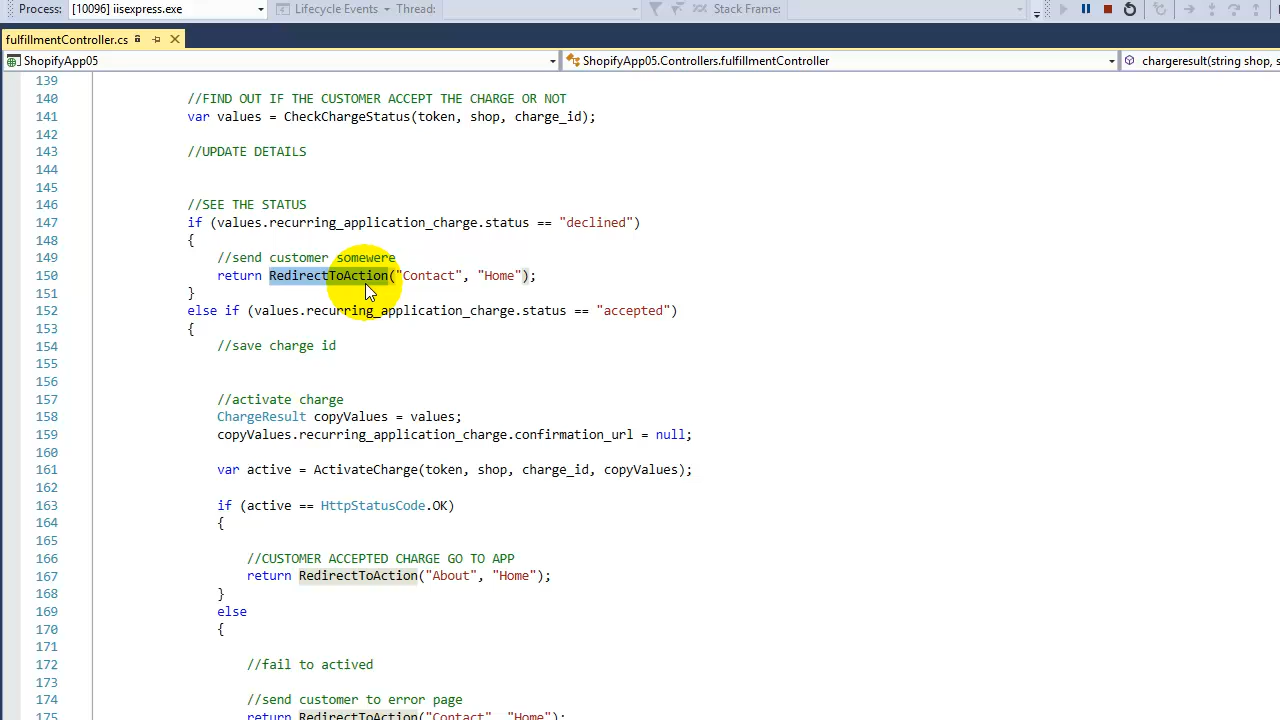 Process: [10096] iisexpress.exe Lifecycle Events Thread: Stack Frame:
fulfillmentController.cs
ShopifyApp05 ShopifyApp05.Controllers.fulfillmentController chargeresult(string shop, s
139
140 //FIND OUT IF THE CUSTOMER ACCEPT THE CHARGE OR NOT
141 var values = CheckChargeStatus(token, shop, charge_id);
142
143 //UPDATE DETAILS
144
145
146 //SEE THE STATUS
147 if (values.recurring_application_charge.status == "declined")
148 {
149 //send customer somewere
150 return RedirectToAction("Contact", "Home");
151 }
152 else if (values.recurring_application_charge.status == "accepted")
153 {
154 //save charge id
155
156
157 //activate charge
158 ChargeResult copyValues = values;
159 copyValues.recurring_application_charge.confirmation_url = null;
160
161 var active = ActivateCharge(token, shop, charge_id, copyValues);
162
163 if (active == HttpStatusCode.OK)
164 {
165
166 //CUSTOMER ACCEPTED CHARGE GO TO APP
167 return RedirectToAction("About", "Home");
168 }
169 else
170 {
171
172 //fail to actived
173
174 //send customer to error page
175 return RedirectToAction("Contact", "Home");